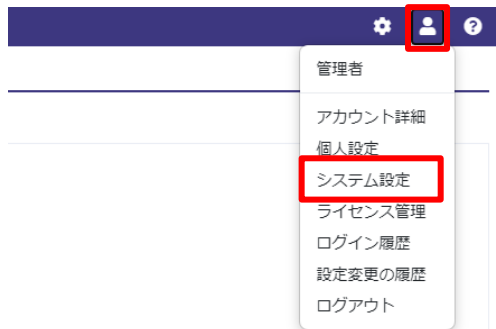 管理者
アカウント詳細
個人設定
システム設定
ライセンス管理
ログイン履歴
設定変更の履歴
ログアウト